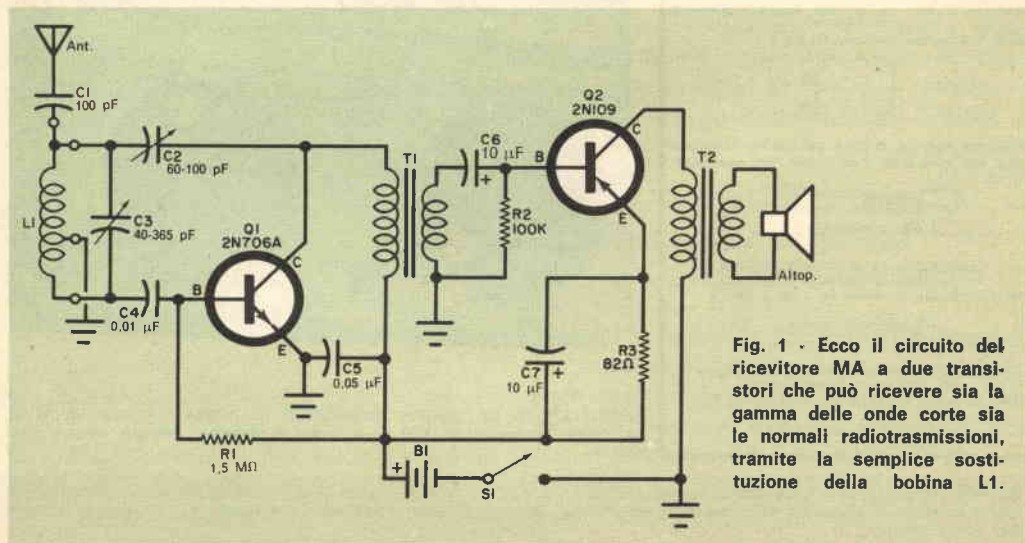 Ant.
C1
100 pF
C2
60-100 pF
L1
C3
40-365 pF
Q1
2N706A
B
C
E
C4
0,01 µF
C5
0,05 µF
R1
1,5 MΩ
T1
C6
10 µF
+
R2
100K
Q2
2N109
B
C
E
T2
Altop.
C7
10 µF
+
R3
82Ω
+
B1
S1
Fig. 1 - Ecco il circuito del
ricevitore MA a due transi-
stori che può ricevere sia la
gamma delle onde corte sia
le normali radiotrasmissioni,
tramite la semplice sosti-
tuzione della bobina L1.